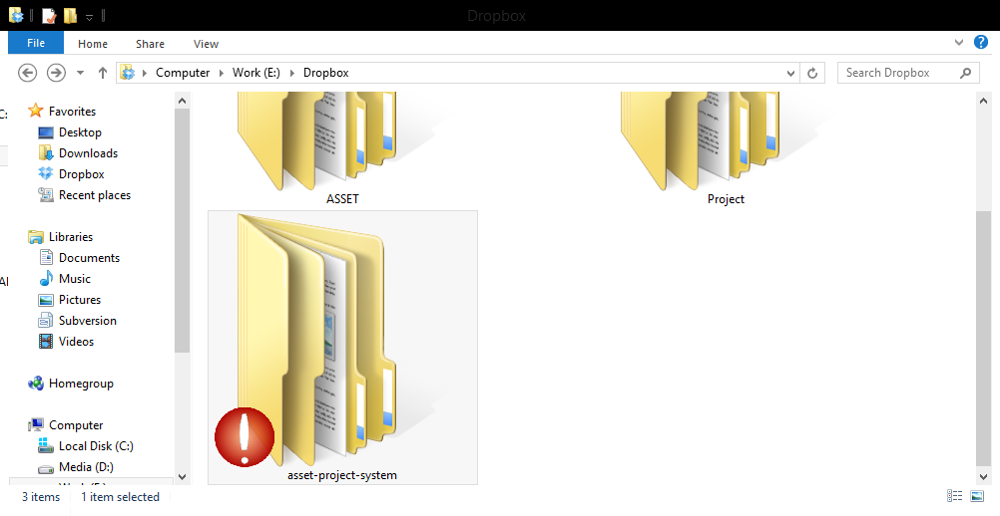 Dropbox
File Home Share View
Computer Work (E:) Dropbox
Search Dropbox
C:
Al
Favorites
Desktop
Downloads
Dropbox
Recent places
Libraries
Documents
Music
Pictures
Subversion
Videos
Homegroup
Computer
Local Disk (C:)
Media (D:)
Work (E:)
ASSET
Project
asset-project-system
3 items 1 item selected